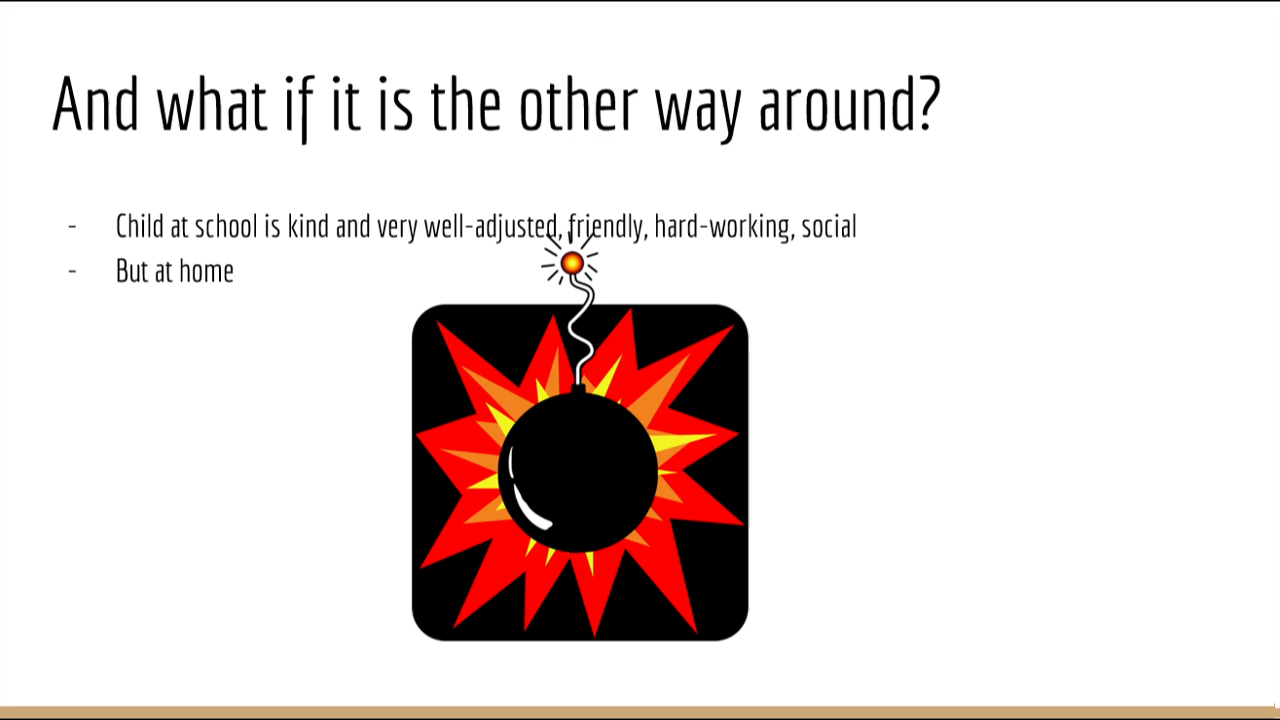 And what if it is the other way around?
- Child at school is kind and very well-adjusted, friendly, hard-working, social
- But at home